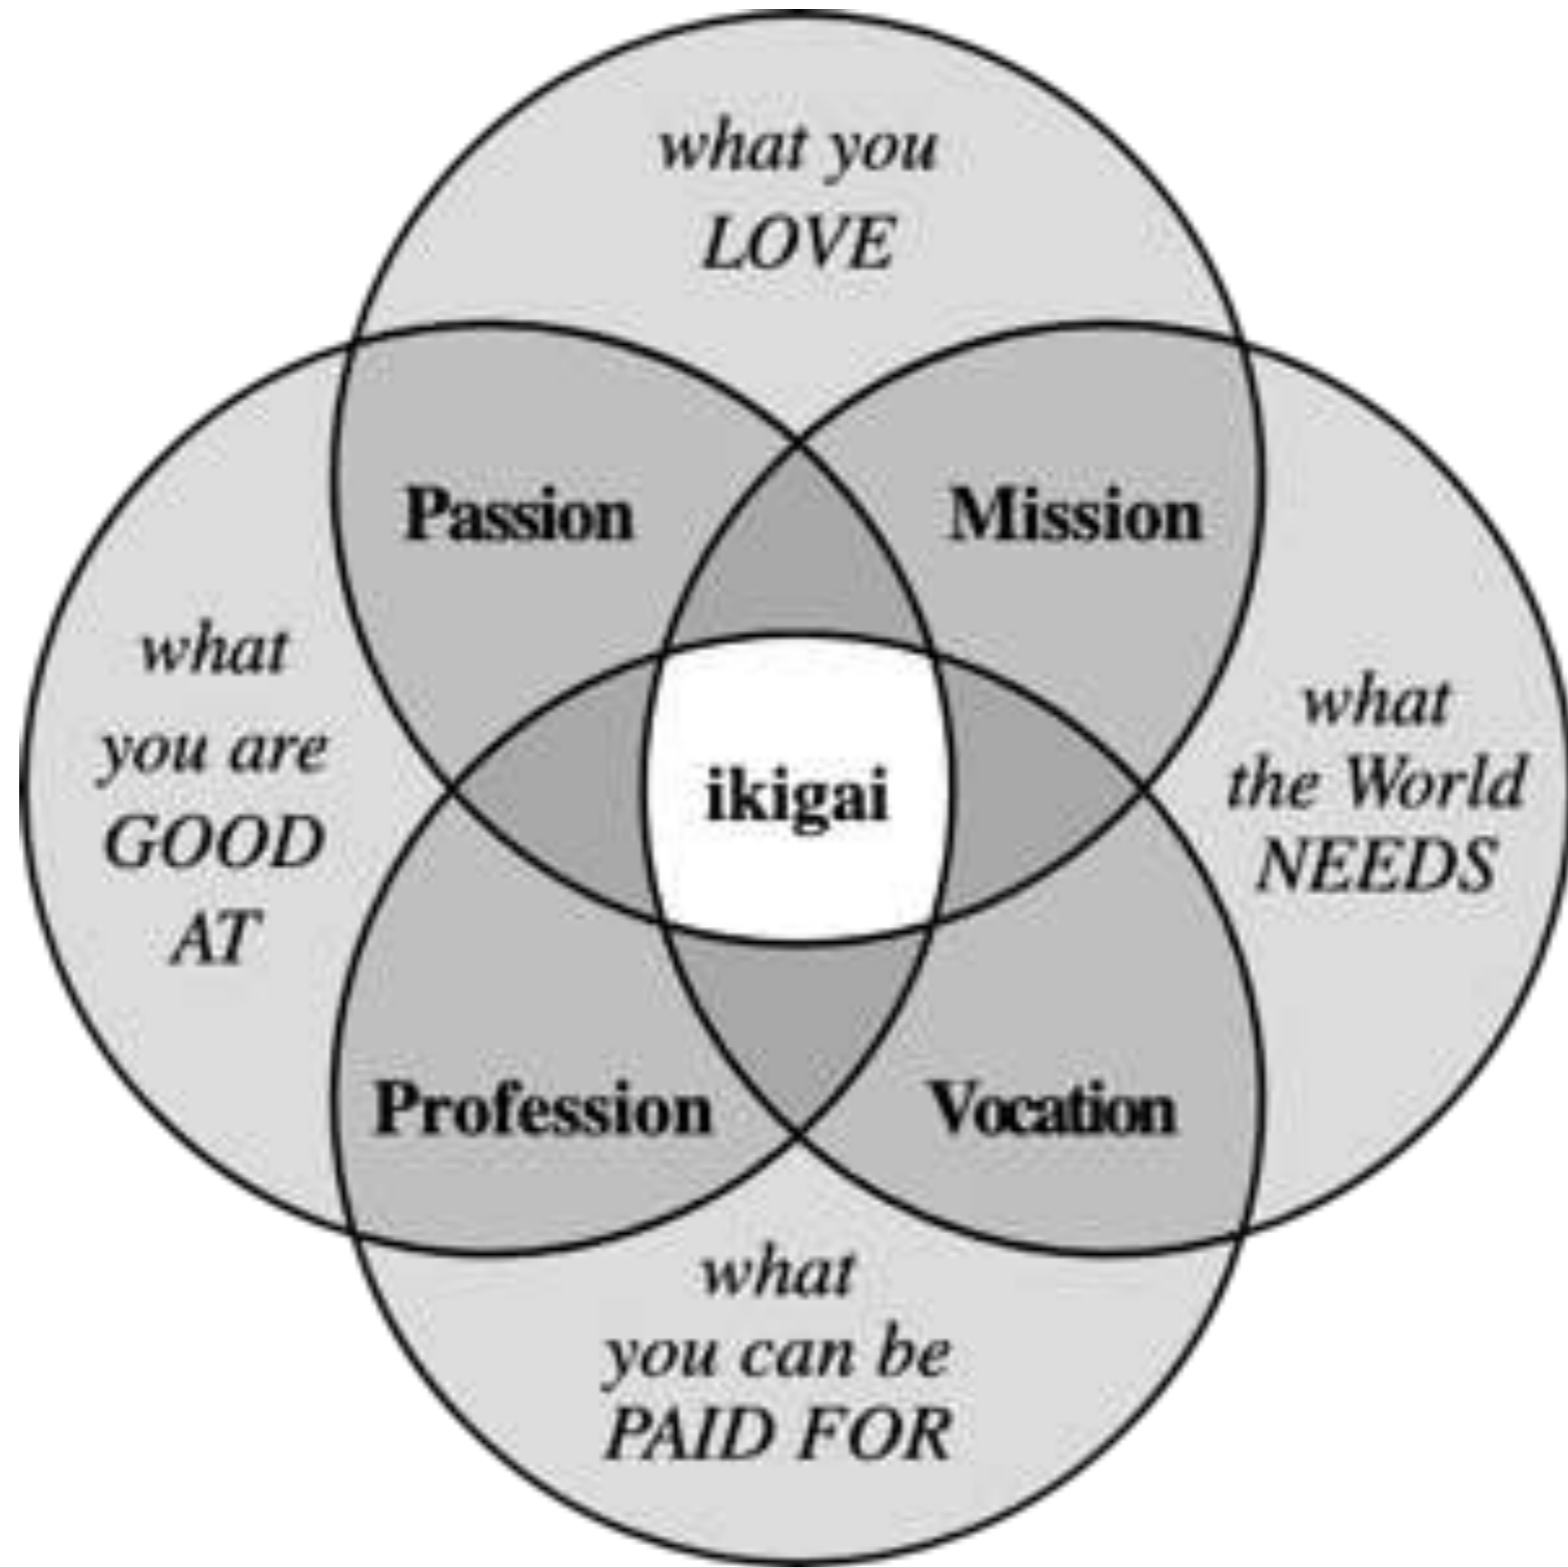 what you
LOVE
Passion
Mission
what
you are
GOOD
AT
ikigai
what
the World
NEEDS
Profession
Vocation
what
you can be
PAID FOR